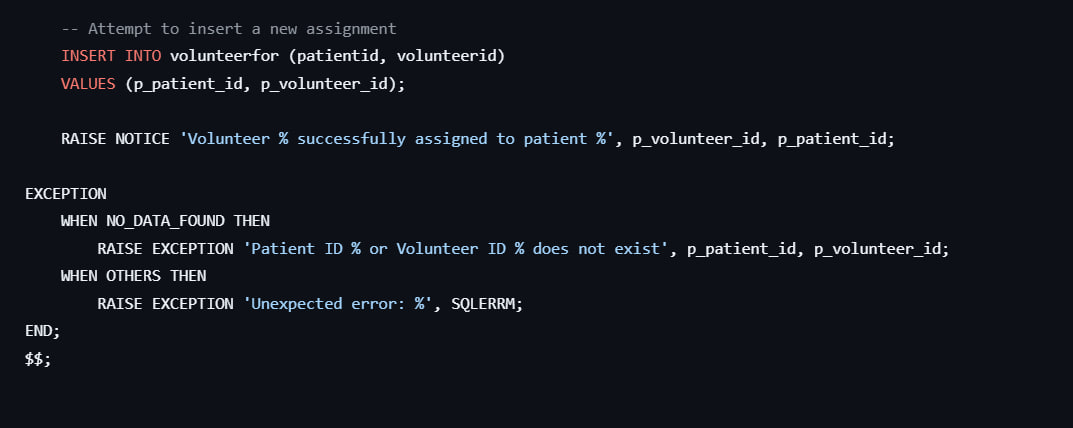 -- Attempt to insert a new assignment
INSERT INTO volunteerfor (patientid, volunteerid)
VALUES (p_patient_id, p_volunteer_id);
RAISE NOTICE 'Volunteer % successfully assigned to patient %', p_volunteer_id, p_patient_id;
EXCEPTION
WHEN NO_DATA_FOUND THEN
RAISE EXCEPTION 'Patient ID % or Volunteer ID % does not exist', p_patient_id, p_volunteer_id;
WHEN OTHERS THEN
RAISE EXCEPTION 'Unexpected error: %', SQLERRM;
END;
$$;